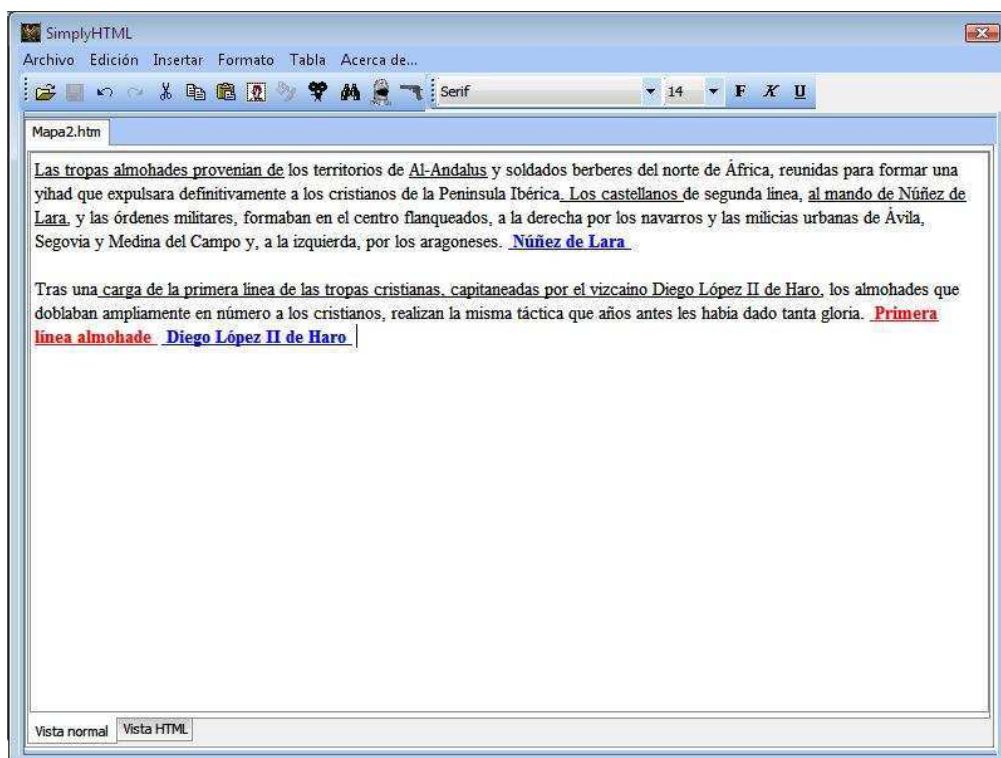 SimplyHTML
Archivo Edición Insertar Formato Tabla Acerca de...
Serif 14 F K U
Mapa2.htm
Las tropas almohades provenían de los territorios de Al-Andalus y soldados berberes del norte de África, reunidas para formar una
yihad que expulsara definitivamente a los cristianos de la Península Ibérica. Los castellanos de segunda línea, al mando de Núñez de
Lara, y las órdenes militares, formaban en el centro flanqueados, a la derecha por los navarros y las milicias urbanas de Ávila,
Segovia y Medina del Campo y, a la izquierda, por los aragoneses. Núñez de Lara
Tras una carga de la primera línea de las tropas cristianas, capitaneadas por el vizcaíno Diego López II de Haro, los almohades que
doblaban ampliamente en número a los cristianos, realizan la misma táctica que años antes les había dado tanta gloria. Primera
línea almohade Diego López II de Haro
Vista normal Vista HTML